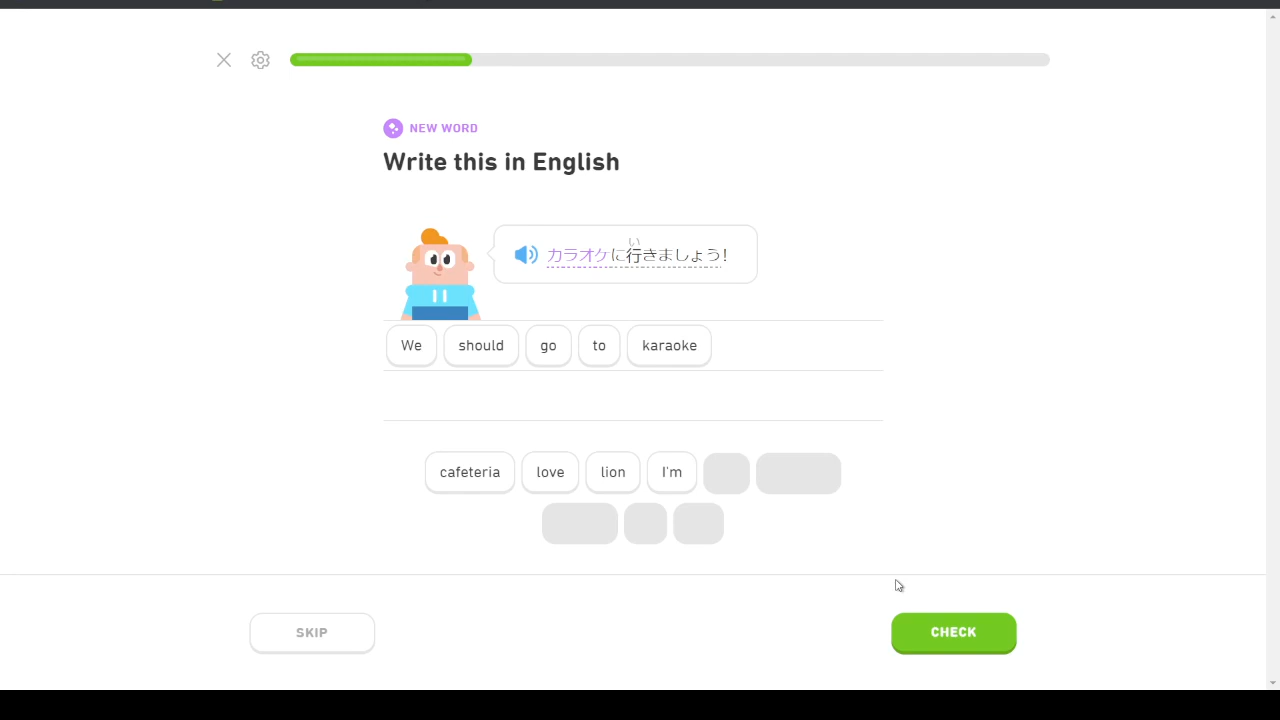 NEW WORD
Write this in English
い
カラオケに行きましょう!
We should go to karaoke
cafeteria love lion I'm
SKIP
CHECK